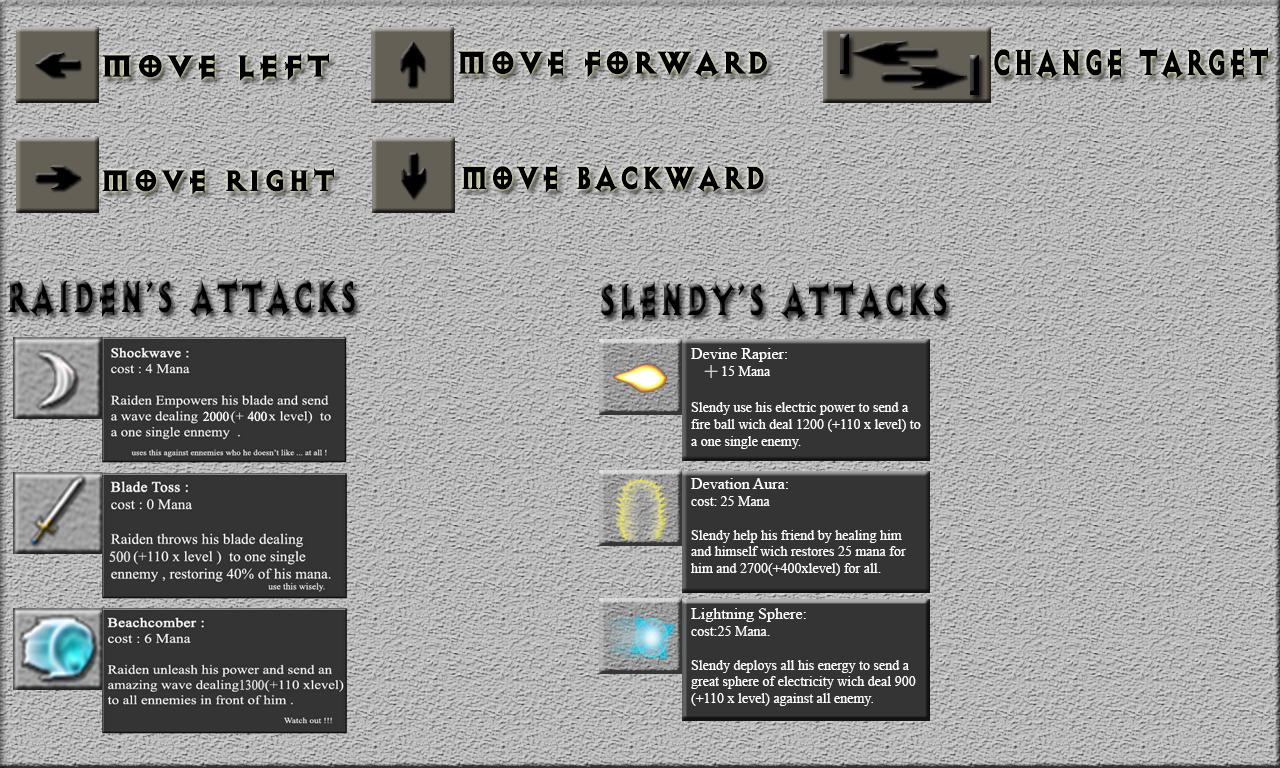 MOVE LEFT
MOVE FORWARD
CHANGE TARGET
MOVE RIGHT
MOVE BACKWARD
RAIDEN'S ATTACKS
Shockwave :
cost : 4 Mana
Raiden Empowers his blade and send
a wave dealing 2000(+ 400x level) to
a one single ennemy .
uses this against ennemies who he doesn't like ... at all !
Blade Toss :
cost : 0 Mana
Raiden throws his blade dealing
500 (+110 x level ) to one single
ennemy , restoring 40% of his mana.
use this wisely.
Beachcomber :
cost : 6 Mana
Raiden unleash his power and send an
amazing wave dealing1300(+110 xlevel)
to all ennemies in front of him .
Watch out !!!
SLENDY'S ATTACKS
Devine Rapier:
+ 15 Mana
Slendy use his electric power to send a
fire ball wich deal 1200 (+110 x level) to
a one single enemy.
Devation Aura:
cost: 25 Mana
Slendy help his friend by healing him
and himself wich restores 25 mana for
him and 2700(+400xlevel) for all.
Lightning Sphere:
cost:25 Mana.
Slendy deploys all his energy to send a
great sphere of electricity wich deal 900
(+110 x level) against all enemy.